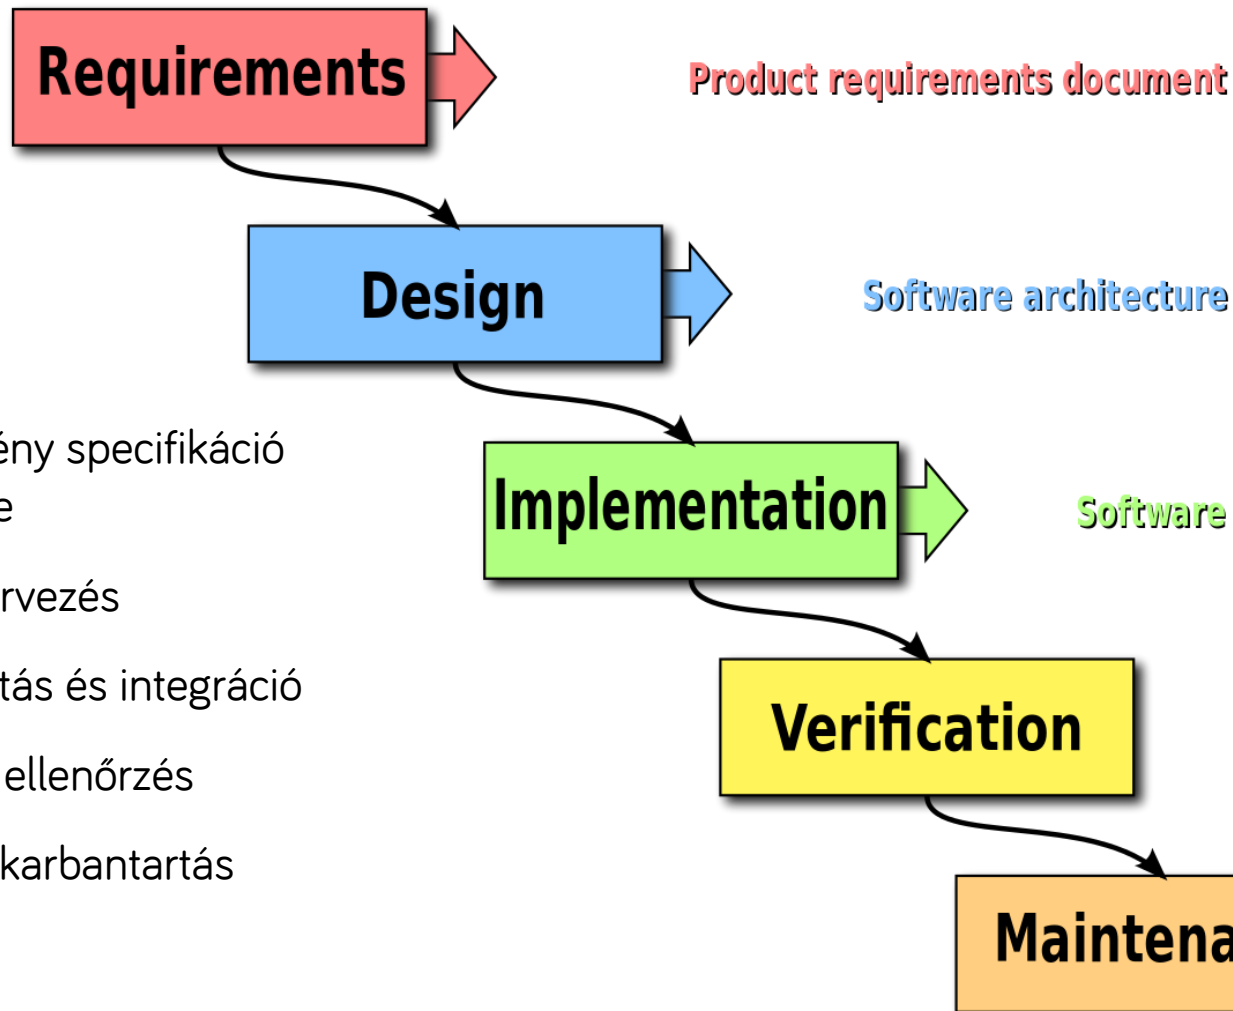 Requirements
Product requirements document
Design
Software architecture
ény specifikáció
e
Implementation
Software
rvezés
tás és integráció
Verification
ellenőrzés
karbantartás
Maintena